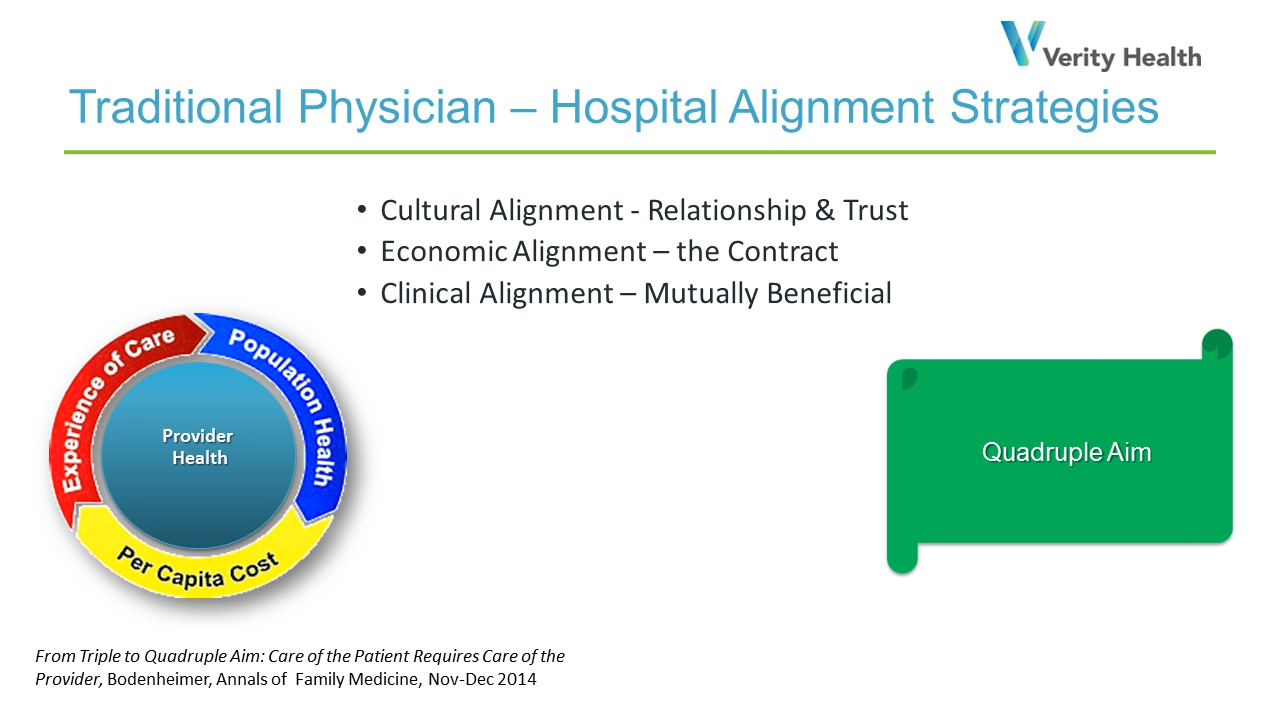 Verity Health
Traditional Physician – Hospital Alignment Strategies
• Cultural Alignment - Relationship & Trust
• Economic Alignment – the Contract
• Clinical Alignment – Mutually Beneficial
Experience of Care
Population Health
Provider
Health
Per Capita Cost
Quadruple Aim
From Triple to Quadruple Aim: Care of the Patient Requires Care of the
Provider, Bodenheimer, Annals of Family Medicine, Nov-Dec 2014